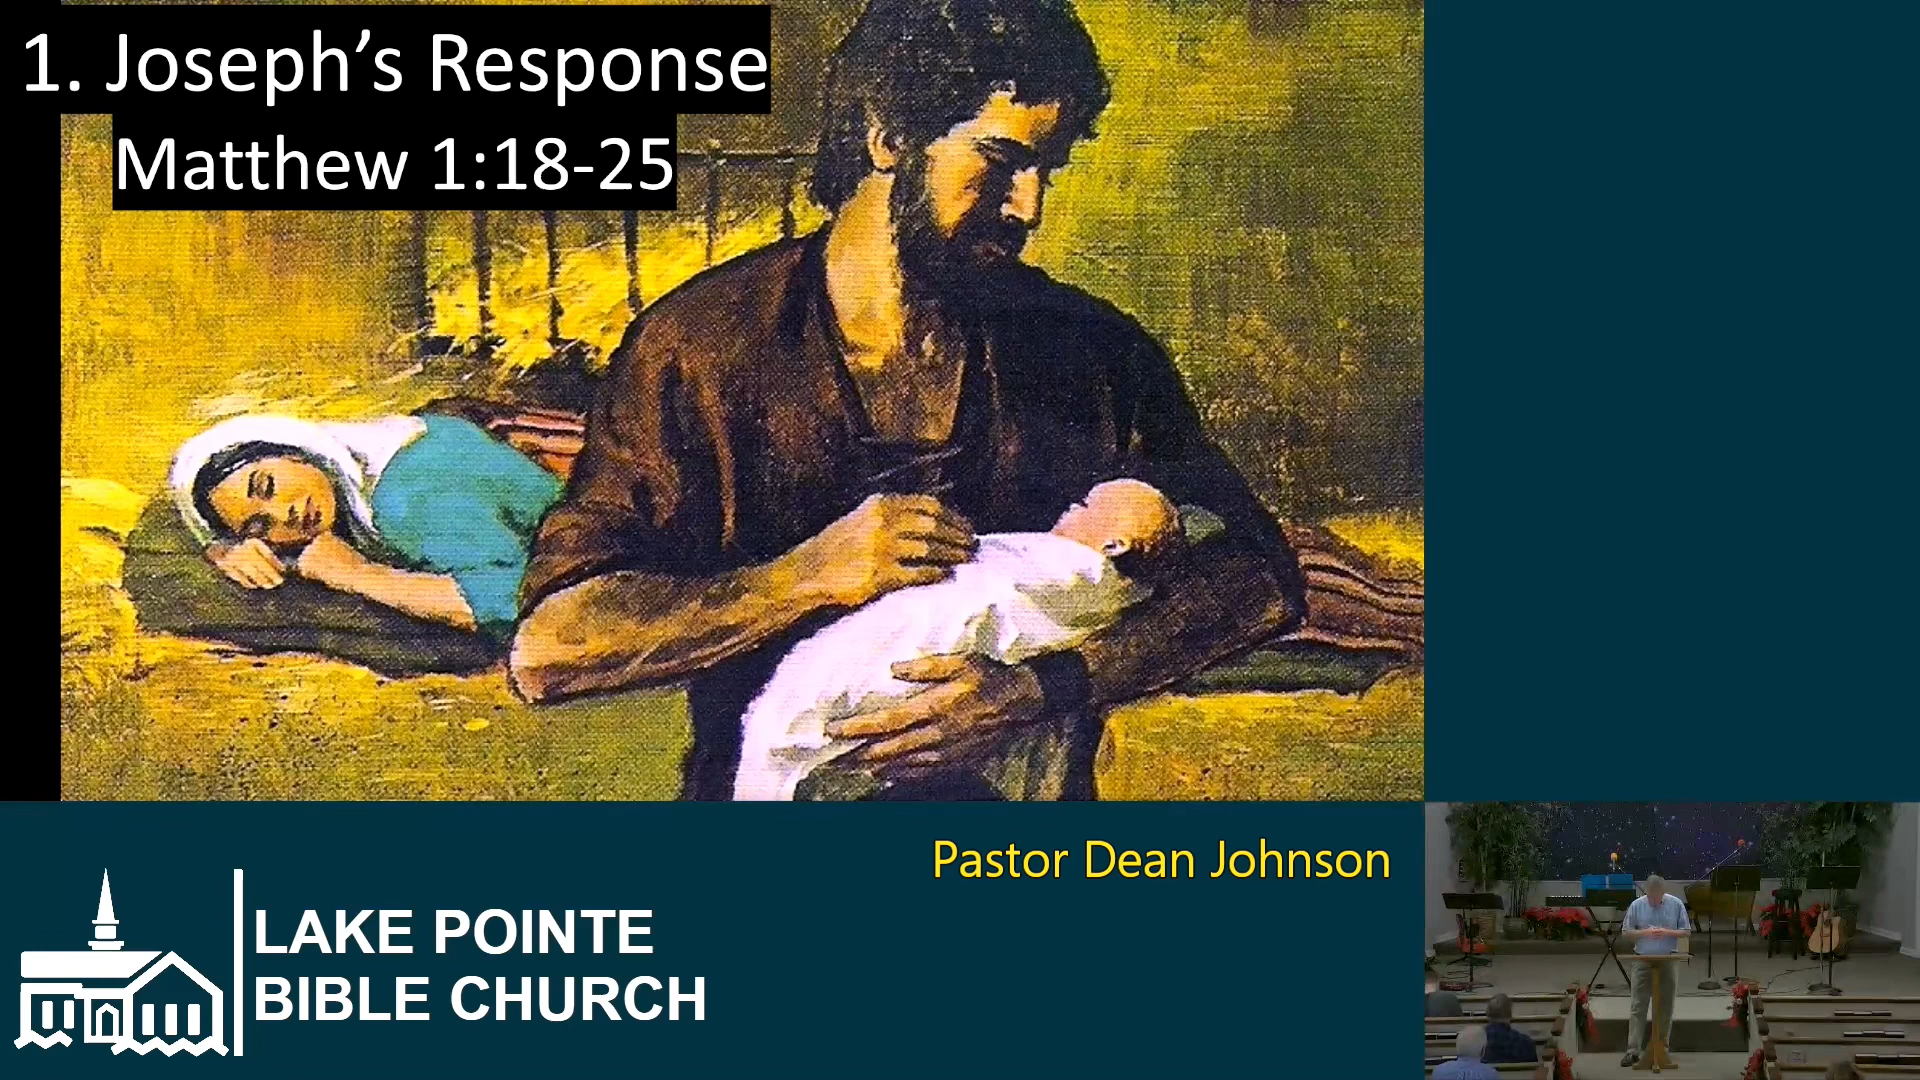 1. Joseph’s Response
Matthew 1:18-25
Pastor Dean Johnson
LAKE POINTE
BIBLE CHURCH